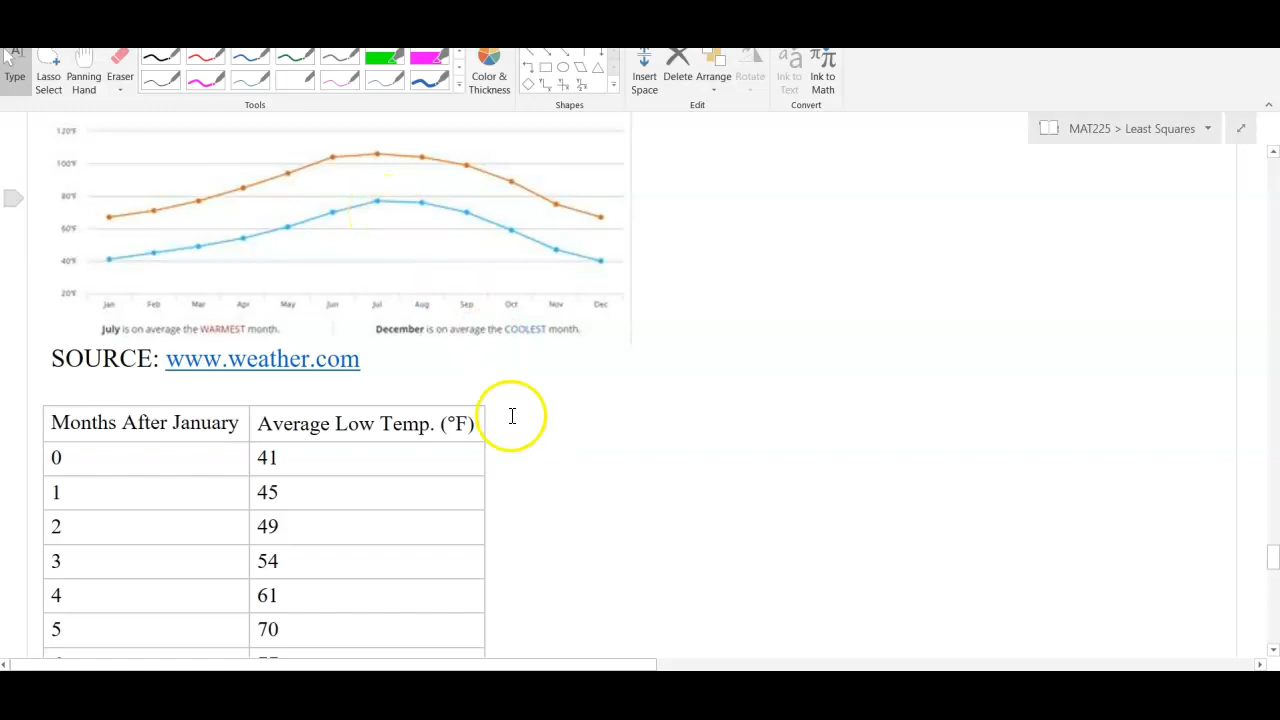 Type
Lasso Select
Panning Hand
Eraser
Color & Thickness
Insert Space
Delete
Arrange
Rotate
Ink to Text
Ink to Math
Tools
Shapes
Edit
Convert
MAT225 > Least Squares
120°F
100°F
80°F
60°F
40°F
20°F
Jan Feb Mar Apr May Jun Jul Aug Sep Oct Nov Dec
July is on average the WARMEST month.
December is on average the COOLEST month.
SOURCE: www.weather.com
Months After January Average Low Temp. (°F)
0 41
1 45
2 49
3 54
4 61
5 70